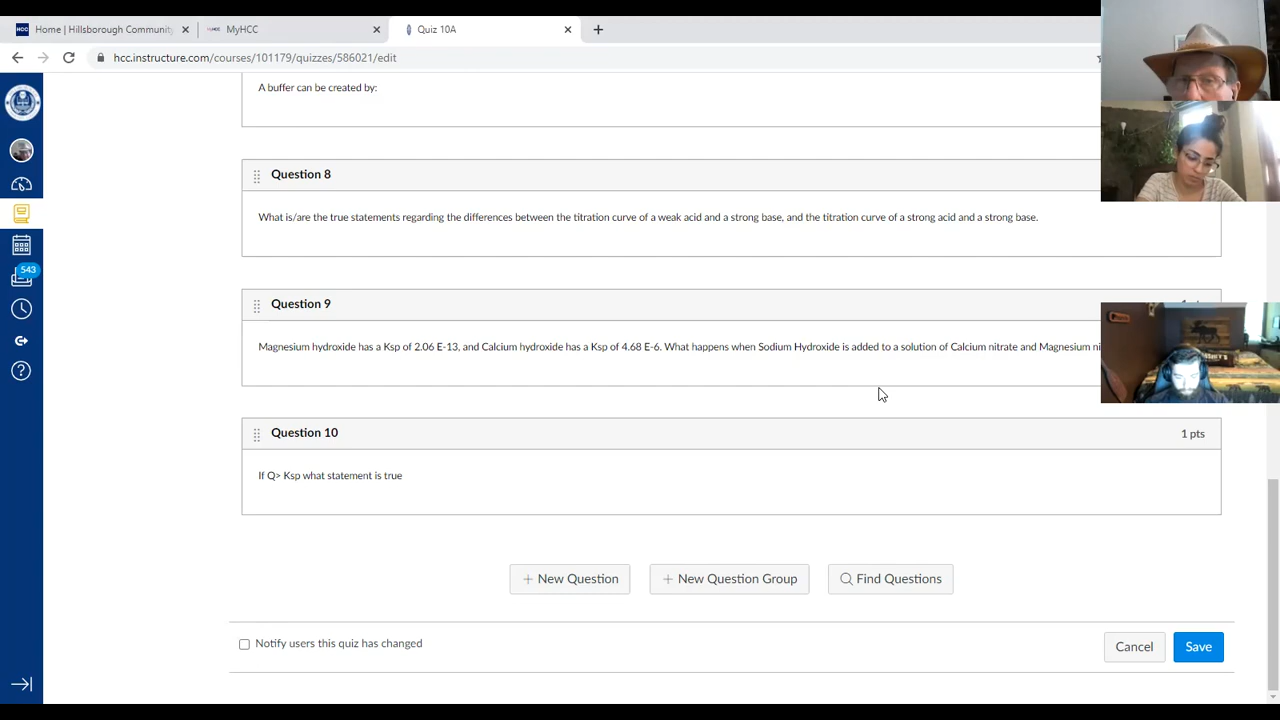 HCC Home | Hillsborough Community
HCC MyHCC
Quiz 10A
hcc.instructure.com/courses/101179/quizzes/586021/edit
A buffer can be created by:
Question 8
What is/are the true statements regarding the differences between the titration curve of a weak acid and a strong base, and the titration curve of a strong acid and a strong base.
543
Question 9
Magnesium hydroxide has a Ksp of 2.06 E-13, and Calcium hydroxide has a Ksp of 4.68 E-6. What happens when Sodium Hydroxide is added to a solution of Calcium nitrate and Magnesium ni
Question 10
1 pts
If Q> Ksp what statement is true
+ New Question
+ New Question Group
Find Questions
Notify users this quiz has changed
Cancel
Save